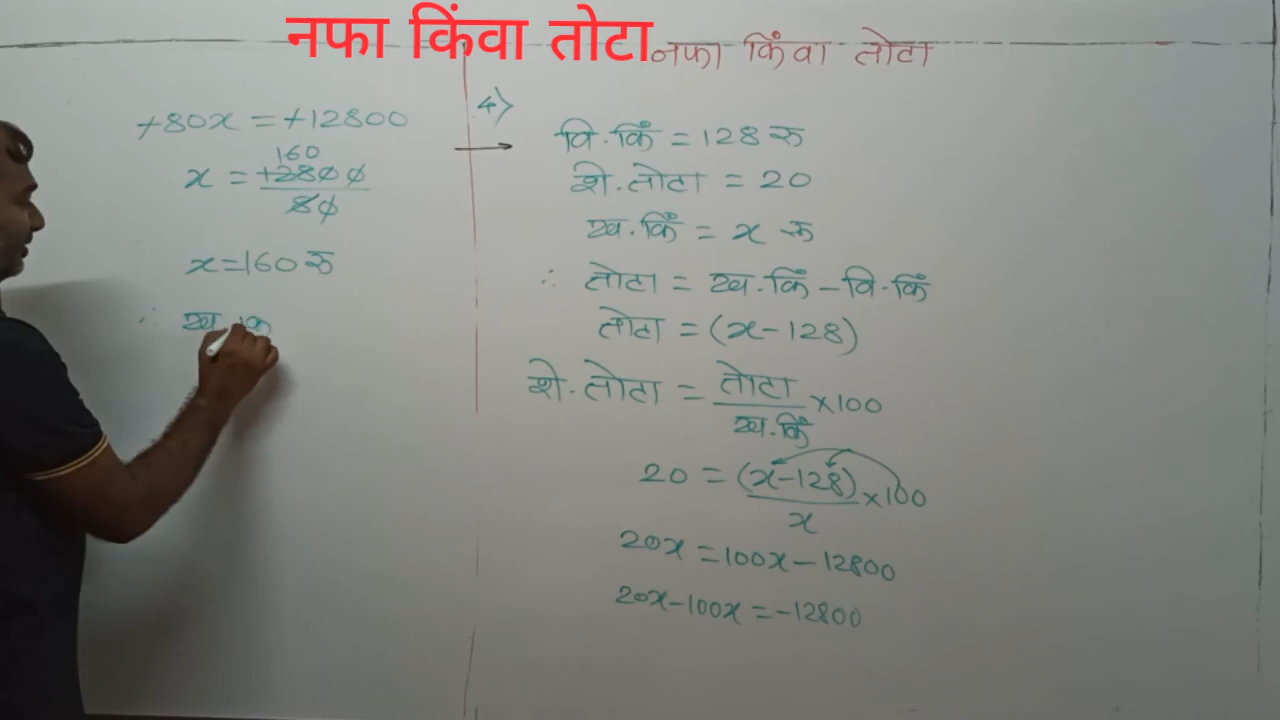 नफा किंवा तोटा
नफा किंवा तोटा
4)
वि.किं = 128 रु
शे.तोटा = 20
ख.किं = x रु
∴ तोटा = ख.किं - वि.किं
तोटा = (x-128)
शे.तोटा = तोटा/ख.किं ×100
20 = (x-128)/x ×100
20x = 100x - 12800
20x-100x = -12800
+80x = +12800
160
x = +12800/80
x = 160 रु
∴ ख.